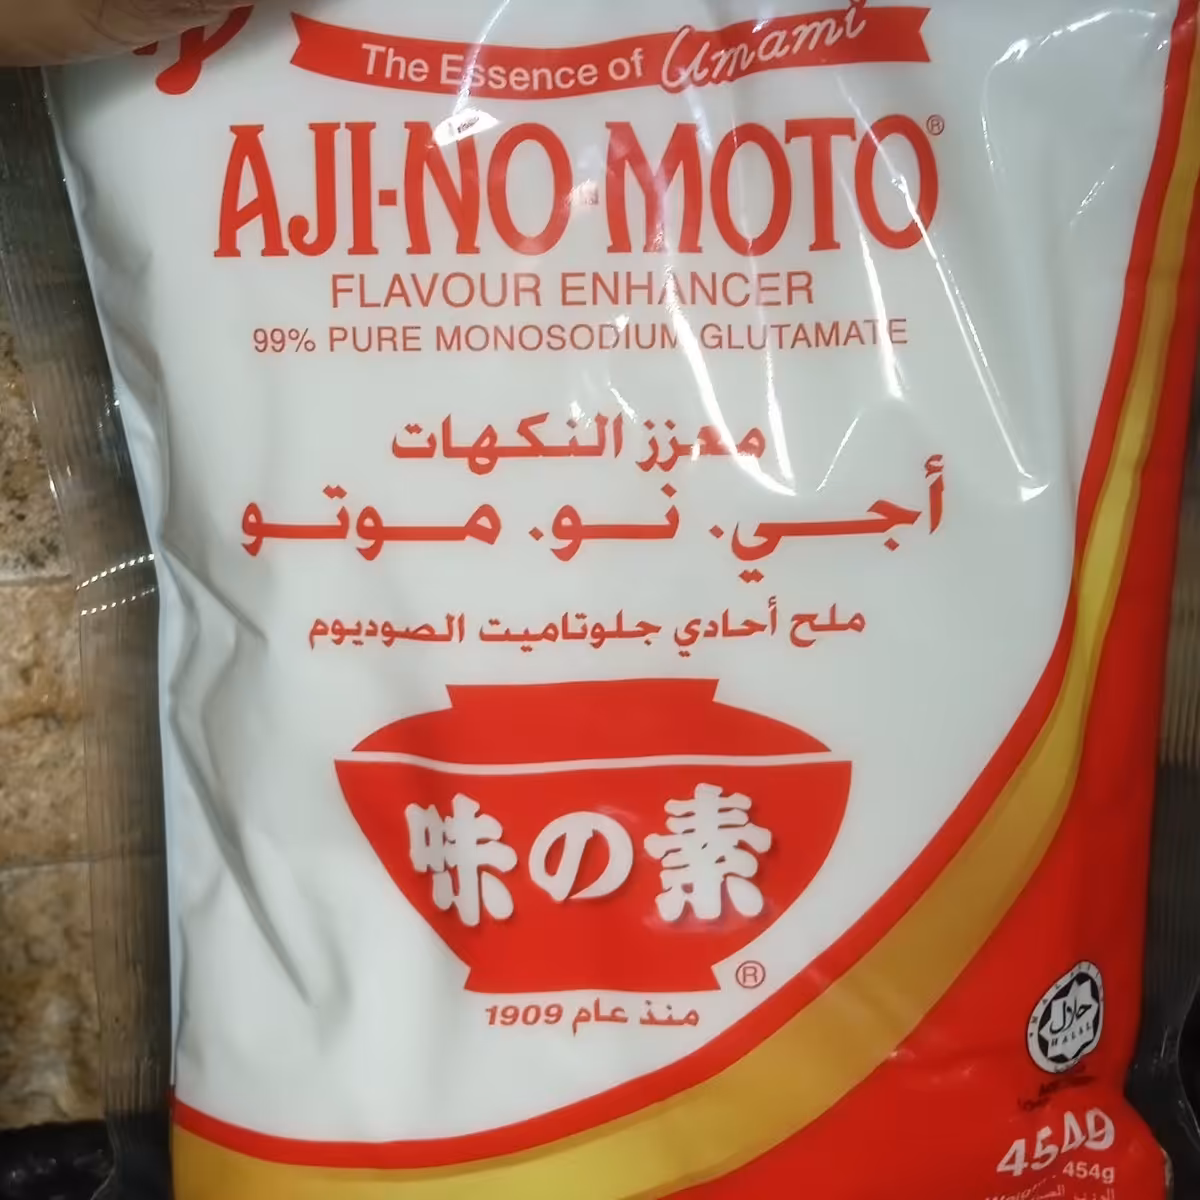 The Essence of Umami
AJI-NO-MOTO®
FLAVOUR ENHANCER
99% PURE MONOSODIUM GLUTAMATE
معزز النكهات
أجي. نو. موتو
ملح أحادي جلوتاميت الصوديوم
味の素
®
منذ عام 1909
حلال
HALAL
454g
454g